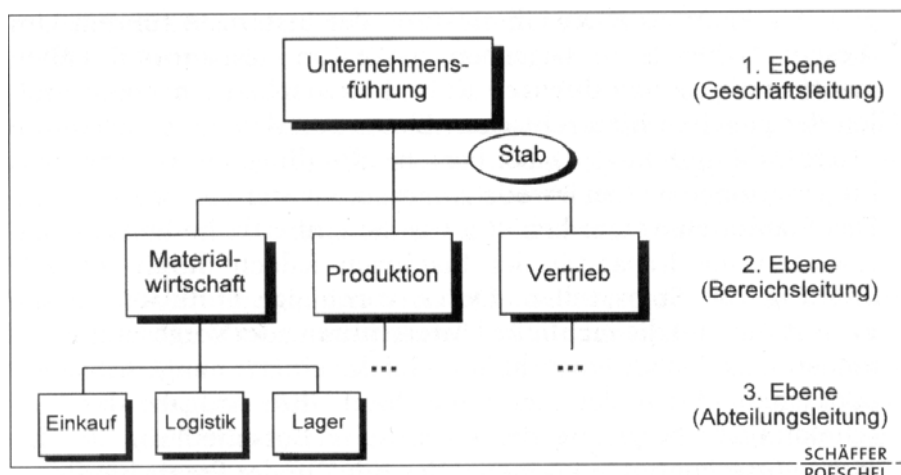 Unternehmens-
führung
1. Ebene
(Geschäftsleitung)
Stab
Material-
wirtschaft
Produktion
Vertrieb
2. Ebene
(Bereichsleitung)
...
...
Einkauf
Logistik
Lager
3. Ebene
(Abteilungsleitung)
SCHÄFFER
POESCHEL